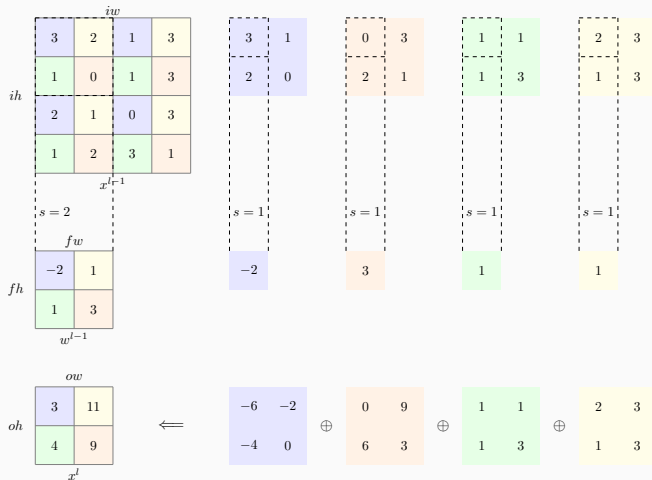 iw
3 2 1 3 3 1 0 3 1 1 2 3
1 0 1 3 2 0 2 1 1 3 1 3
ih
2 1 0 3
1 2 3 1
x^{l-1}
s = 2 s = 1 s = 1 s = 1 s = 1
fw
−2 1 −2 3 1 1
fh
1 3
w^{l-1}
ow
3 11 −6 −2 0 9 1 1 2 3
oh ⟸ ⊕ ⊕ ⊕
4 9 −4 0 6 3 1 3 1 3
x^l